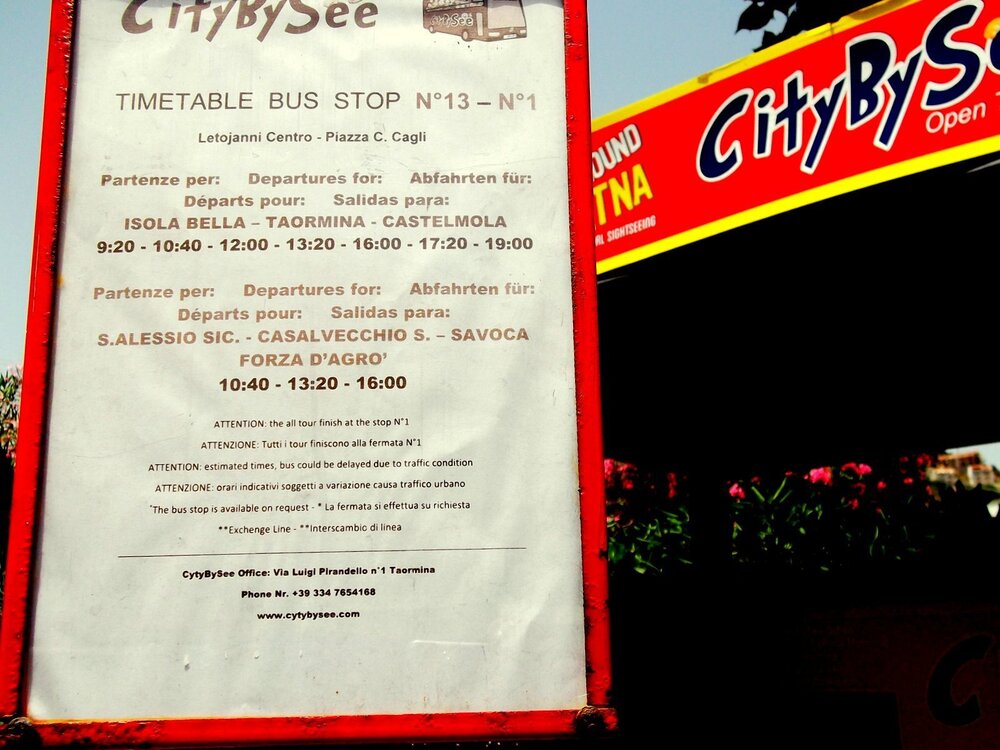 CityBySee
TIMETABLE BUS STOP N°13 – N°1
Letojanni Centro - Piazza C. Cagli
Partenze per: Departures for: Abfahrten für:
Départs pour: Salidas para:
ISOLA BELLA – TAORMINA - CASTELMOLA
9:20 - 10:40 - 12:00 - 13:20 - 16:00 - 17:20 - 19:00
Partenze per: Departures for: Abfahrten für:
Départs pour: Salidas para:
S.ALESSIO SIC. - CASALVECCHIO S. – SAVOCA
FORZA D'AGRO'
10:40 - 13:20 - 16:00
ATTENTION: the all tour finish at the stop N°1
ATTENZIONE: Tutti i tour finiscono alla fermata N°1
ATTENTION: estimated times, bus could be delayed due to traffic condition
ATTENZIONE: orari indicativi soggetti a variazione causa traffico urbano
*The bus stop is available on request - * La fermata si effettua su richiesta
**Exchenge Line - **Interscambio di linea
CytyBySee Office: Via Luigi Pirandello n°1 Taormina
Phone Nr. +39 334 7654168
www.cytybysee.com
OUND
TNA
SIGHTSEEING
CityByS
Open